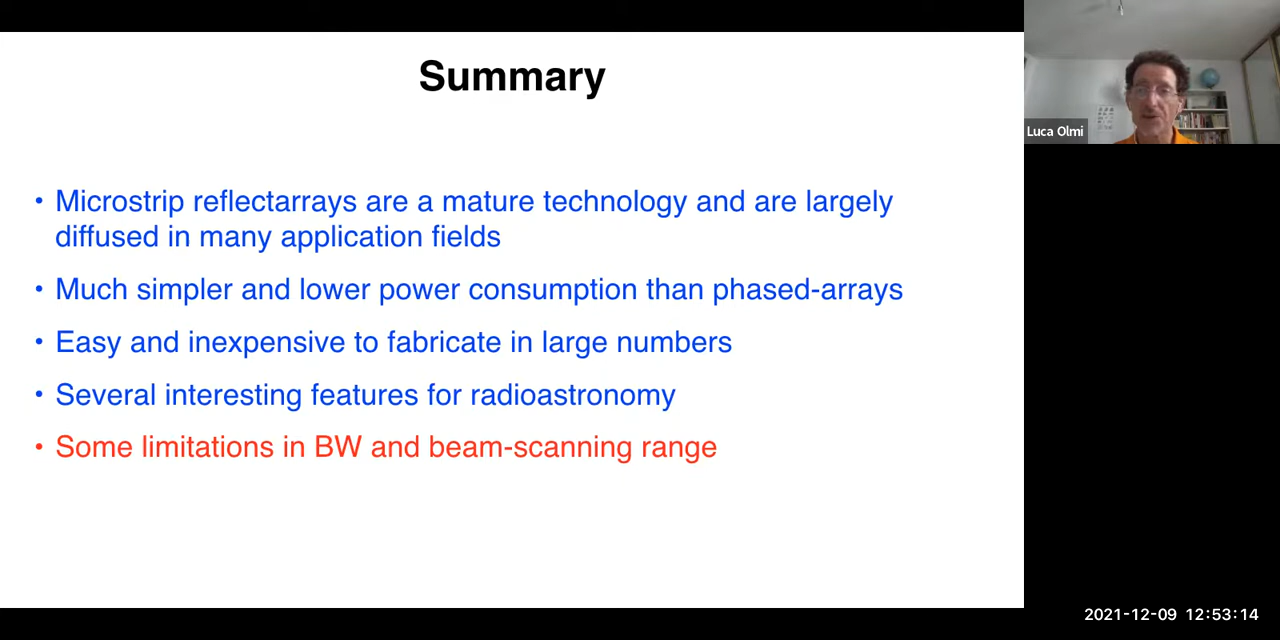 Summary
• Microstrip reflectarrays are a mature technology and are largely
diffused in many application fields
• Much simpler and lower power consumption than phased-arrays
• Easy and inexpensive to fabricate in large numbers
• Several interesting features for radioastronomy
• Some limitations in BW and beam-scanning range
Luca Olmi
2021-12-09 12:53:14